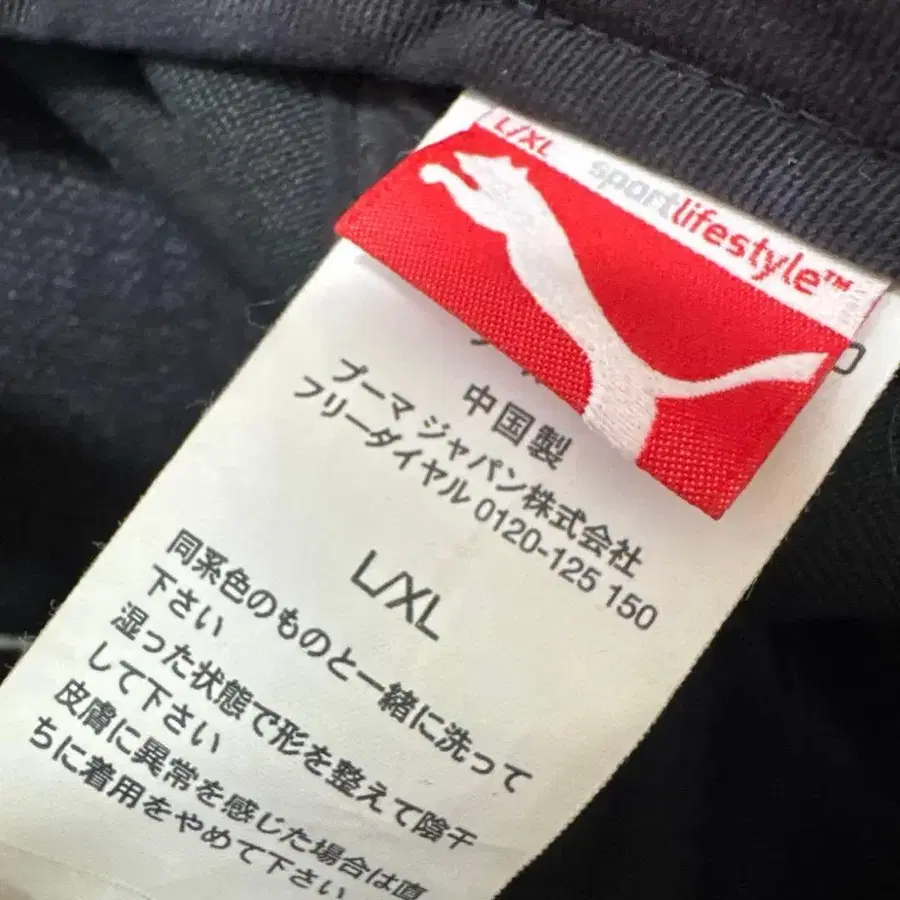 L/XL
sportlifestyle™
中国製
プーマ ジャパン株式会社
フリーダイヤル 0120-125 150
L/XL
同系色のものと一緒に洗って
下さい
湿った状態で形を整えて陰干
して下さい
皮膚に異常を感じた場合は直
ちに着用をやめて下さい